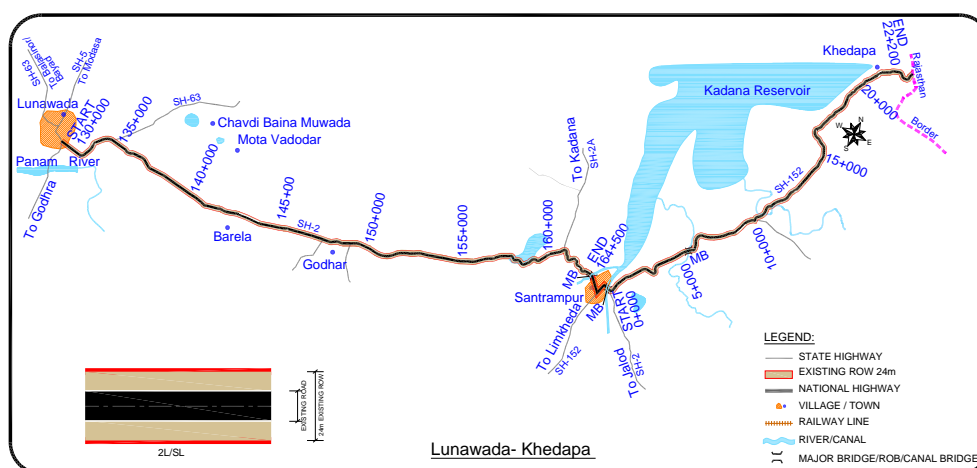 SH-63
To Balasinor/
Bayad
SH-5
To Modasa
Lunawada
START
130+000
135+000
SH-63
Chavdi Baina Muwada
Mota Vadodar
Panam River
To Godhra
140+000
145+00
SH-2
Barela
Godhar
150+000
155+000
160+000
To Kadana
SH-2A
END
164+500
MB
Santrampur
MB
START
0+000
To Limkheda
SH-152
To Jalod
SH-2
5+000
MB
10+000
SH-152
15+000
20+000
Kadana Reservoir
Khedapa
END
22+200
Rajasthan
Border
N
W
E
S
EXISTING ROAD
24m EXISTING ROW
2L/SL
Lunawada- Khedapa
LEGEND:
STATE HIGHWAY
EXISTING ROW 24m
NATIONAL HIGHWAY
VILLAGE / TOWN
RAILWAY LINE
RIVER/CANAL
MAJOR BRIDGE/ROB/CANAL BRIDGE